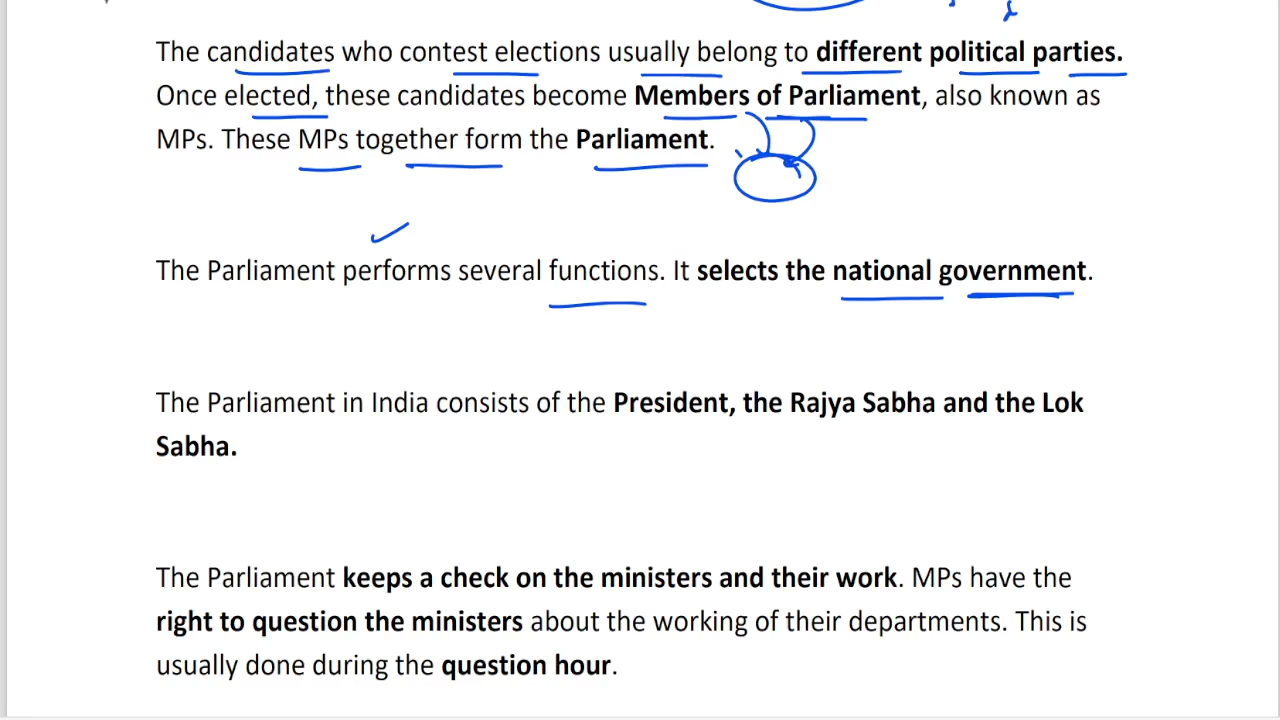 The candidates who contest elections usually belong to different political parties.
Once elected, these candidates become Members of Parliament, also known as
MPs. These MPs together form the Parliament.
The Parliament performs several functions. It selects the national government.
The Parliament in India consists of the President, the Rajya Sabha and the Lok
Sabha.
The Parliament keeps a check on the ministers and their work. MPs have the
right to question the ministers about the working of their departments. This is
usually done during the question hour.